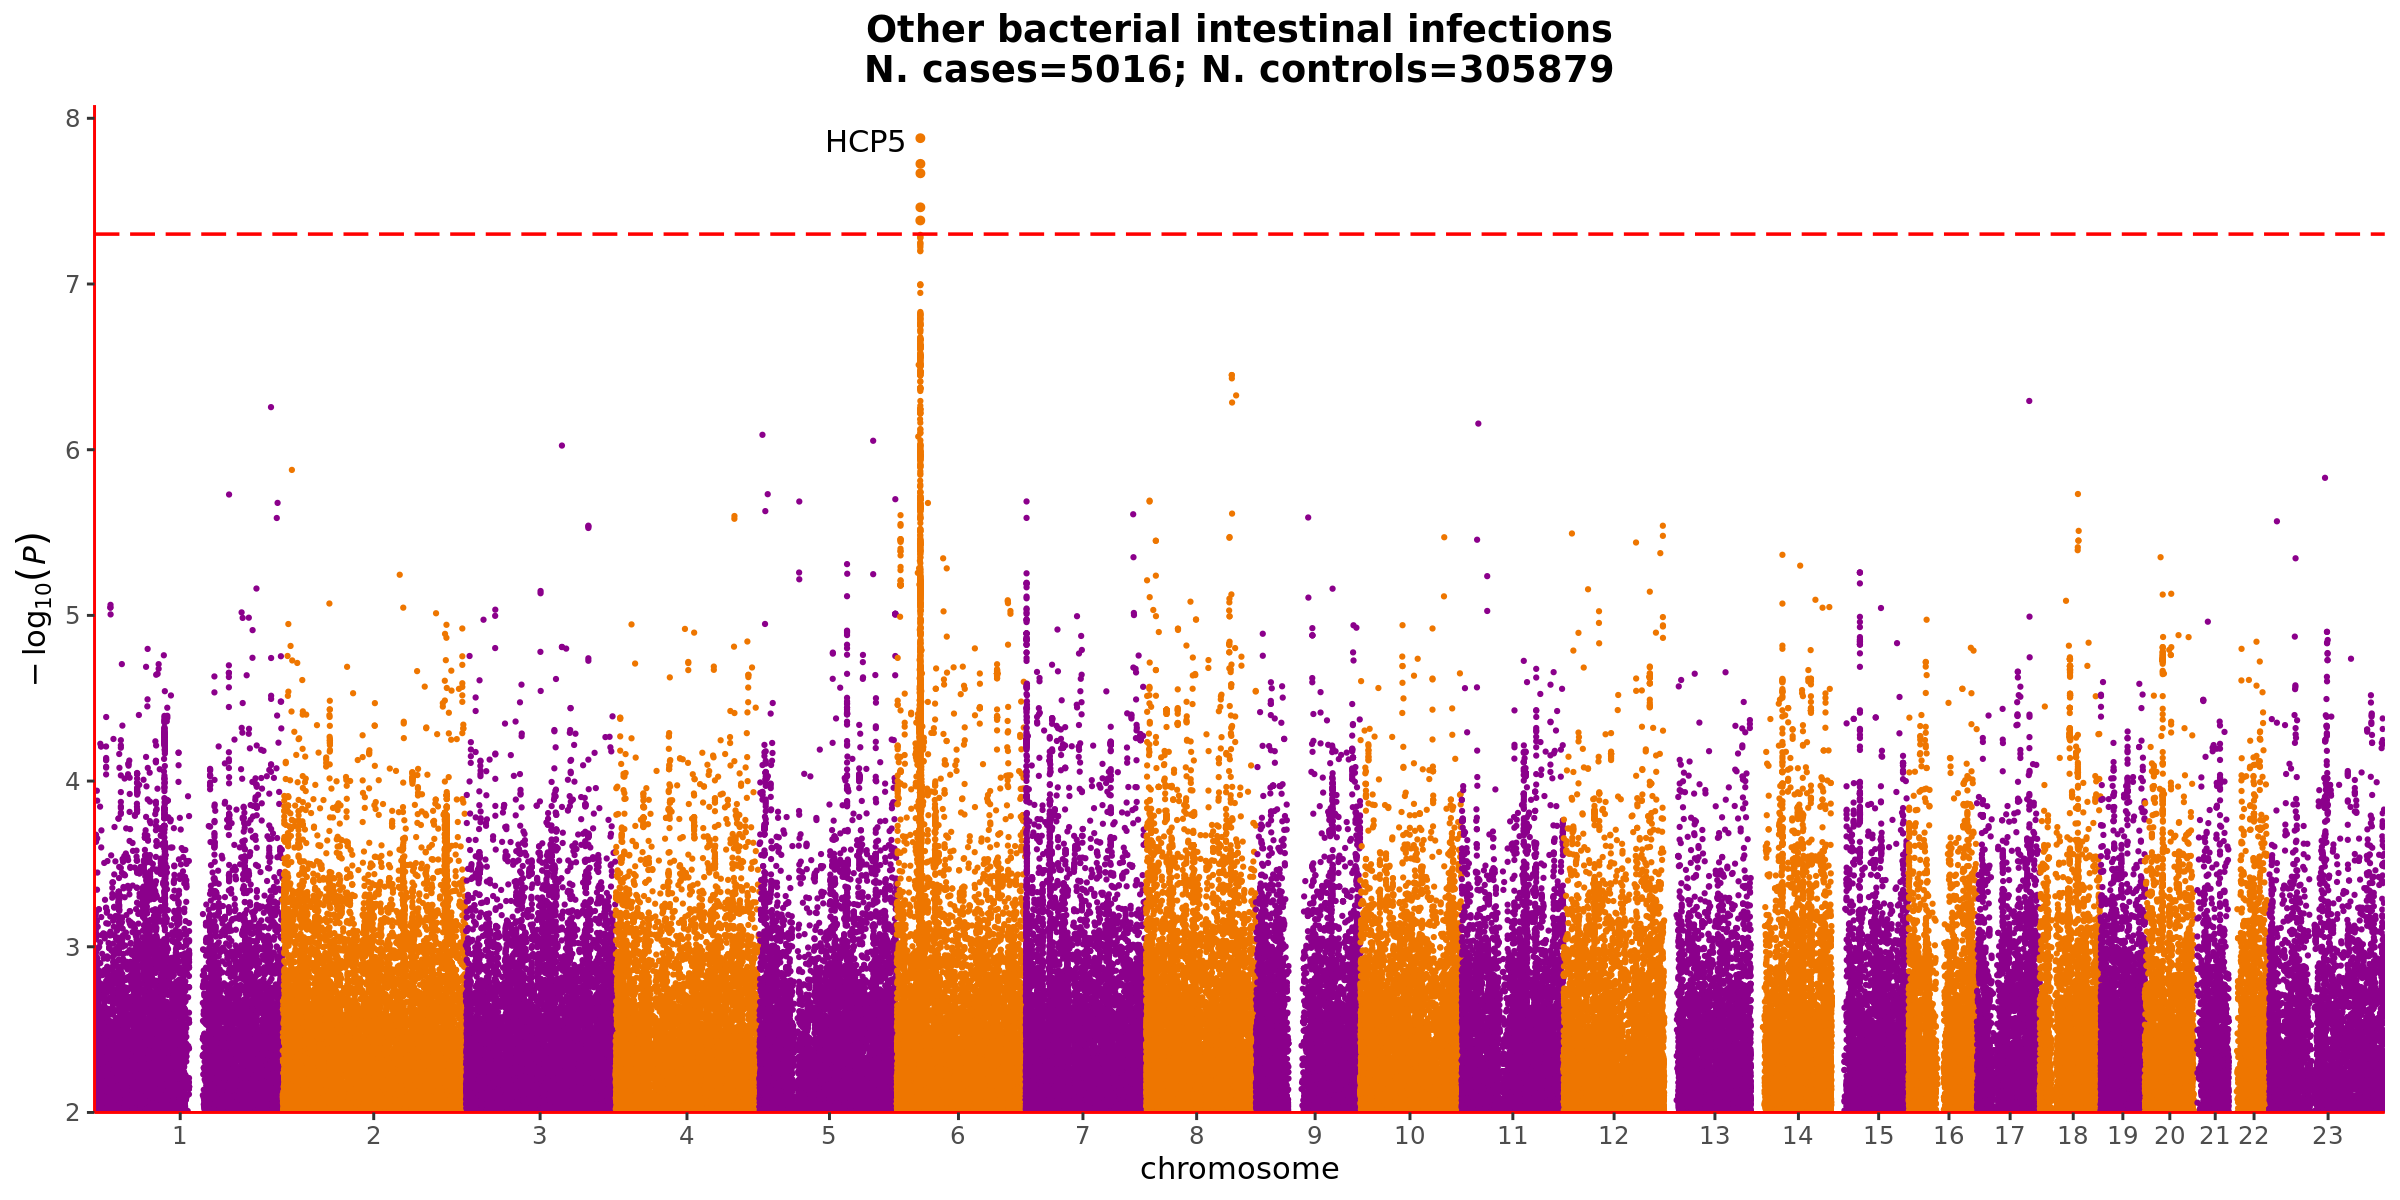 Other bacterial intestinal infections
N. cases=5016; N. controls=305879
8
HCP5
7
6
5
4
3
2
−log10(P)
1 2 3 4 5 6 7 8 9 10 11 12 13 14 15 16 17 18 19 20 21 22 23
chromosome